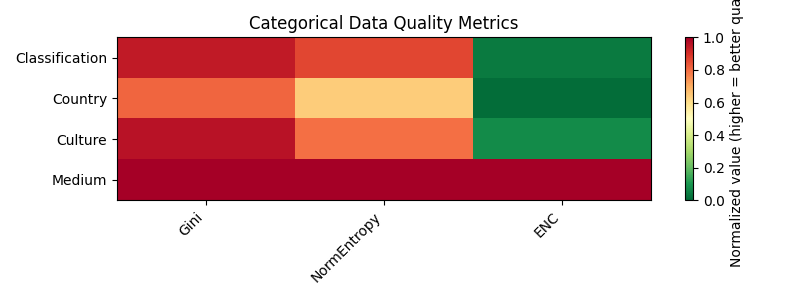 Categorical Data Quality Metrics
Classification
Country
Culture
Medium
Gini
NormEntropy
ENC
1.0
0.8
0.6
0.4
0.2
0.0
Normalized value (higher = better qua